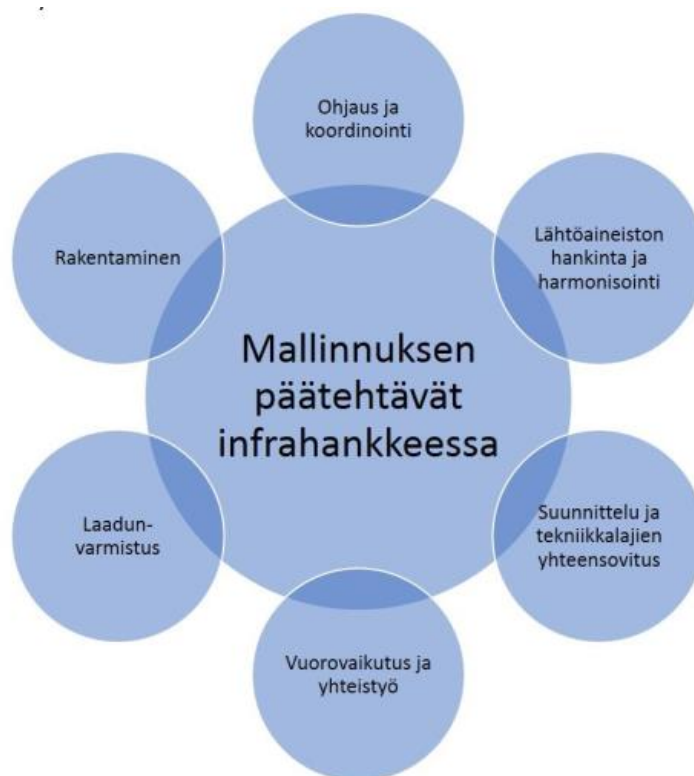 Ohjaus ja
koordinointi
Lähtöaineiston
hankinta ja
harmonisointi
Rakentaminen
Mallinnuksen
päätehtävät
infrahankkeessa
Suunnittelu ja
tekniikkalajien
yhteensovitus
Laadun-
varmistus
Vuorovaikutus ja
yhteistyö